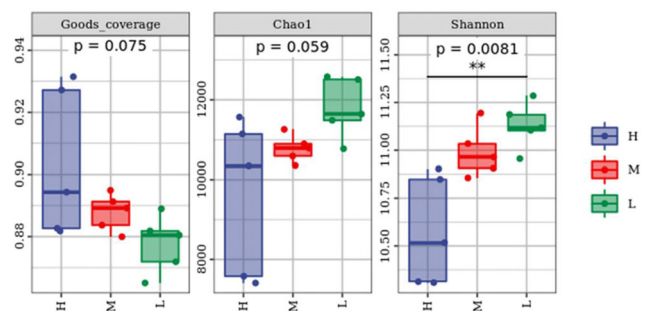 Goods_coverage
p = 0.075
0.94
0.92
0.90
0.88
H
M
L
Chao1
p = 0.059
12000
10000
8000
H
M
L
Shannon
p = 0.0081
**
11.50
11.25
11.00
10.75
10.50
H
M
L
H
M
L